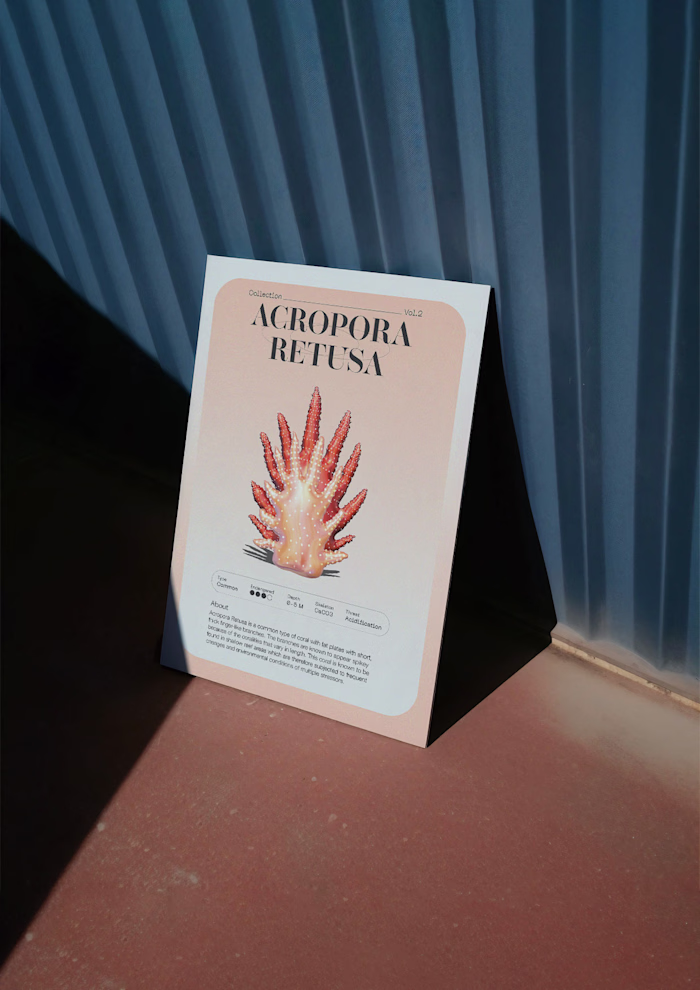 Collection Vol.2
ACROPORA
RETUSA
Type Endangered Depth Skeleton Threat
Common 0-5 M CaCO3 Acidification
About
Acropora Retusa is a common type of coral with flat plates with short,
thick finger-like branches. The branches are known to appear spikey
because of the corallites that vary in length. This coral is known to be
found in shallow reef areas which are therefore subjected to frequent
changes and environmental conditions of multiple stressors.